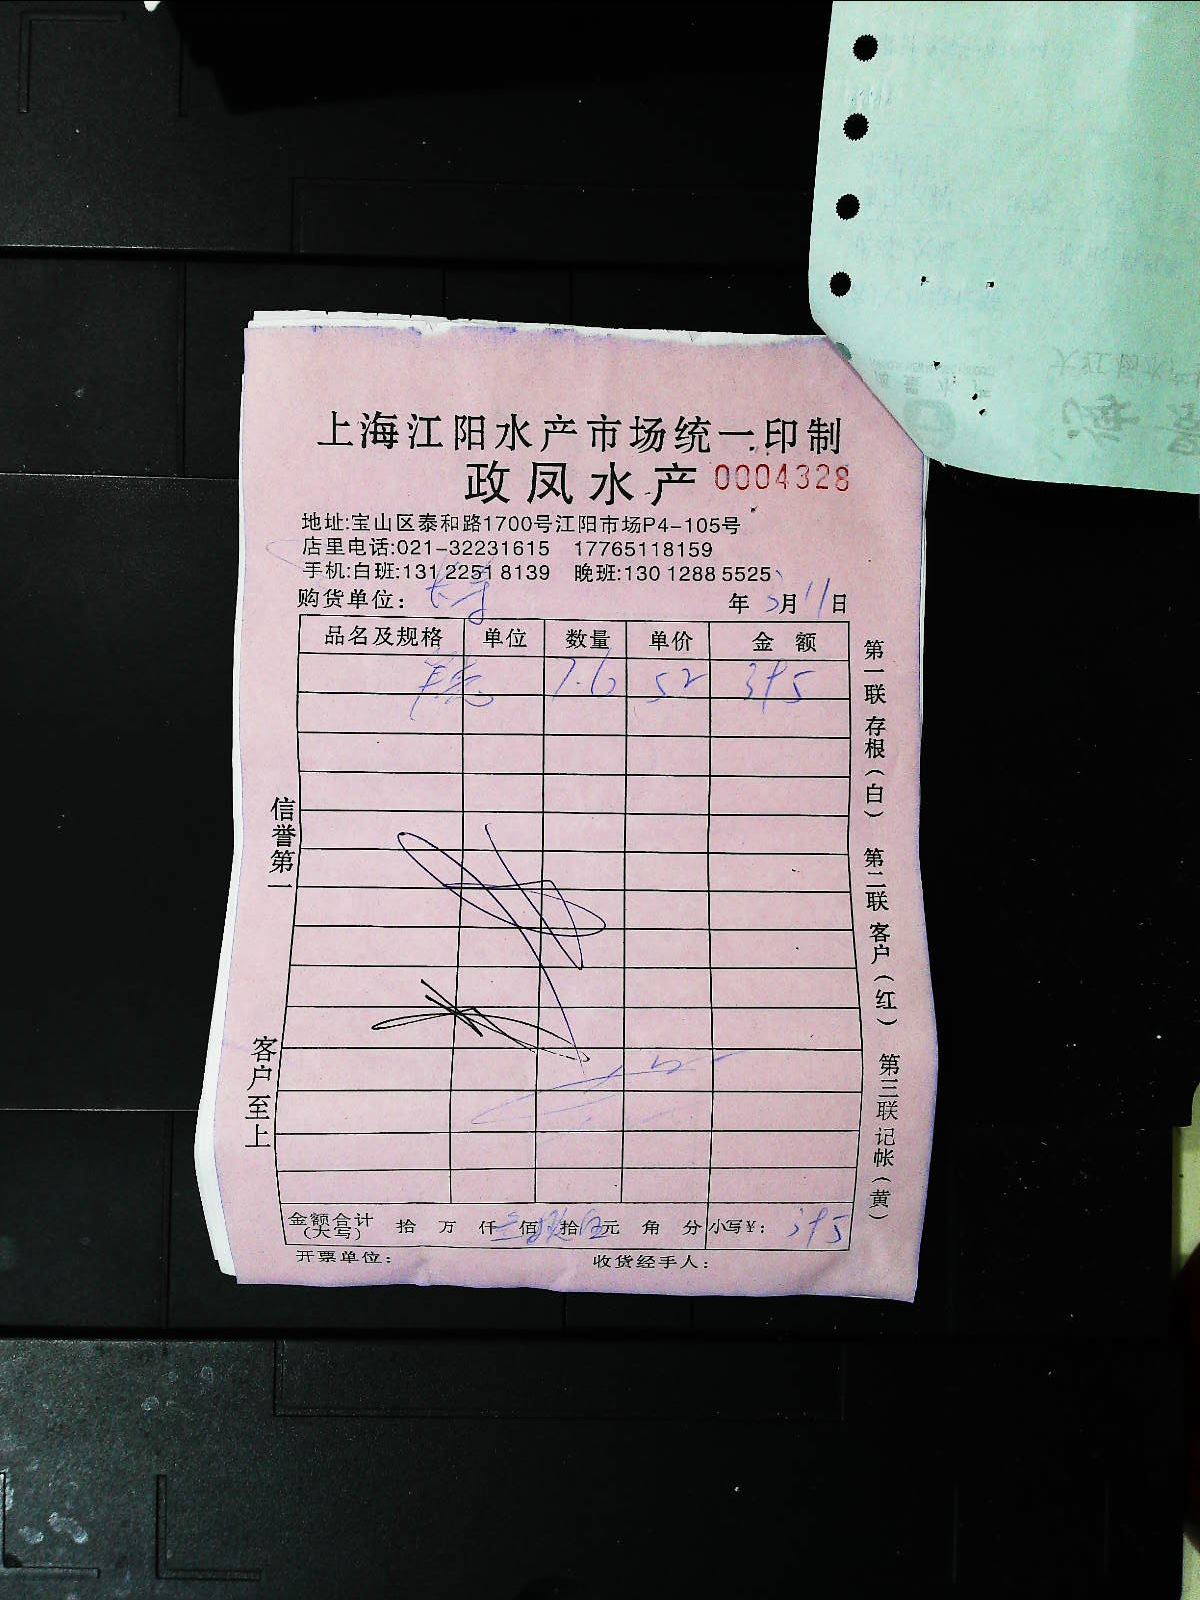 上海江阳水产市场统一印制
政凤水产 0004328
地址:宝山区泰和路1700号江阳市场P4-105号
店里电话:021-32231615 17765118159
手机:白班:131 2251 8139 晚班:130 1288 5525
购货单位: 年 3月11日
品名及规格 单位 数量 单价 金额
7.6 52 395
金额合计(大写) 拾 万 仟 佰 拾 元 角 分 小写¥: 395
开票单位: 收货经手人:
信誉第一
客户至上
第一联 存根(白)
第二联 客户(红)
第三联 记帐(黄)